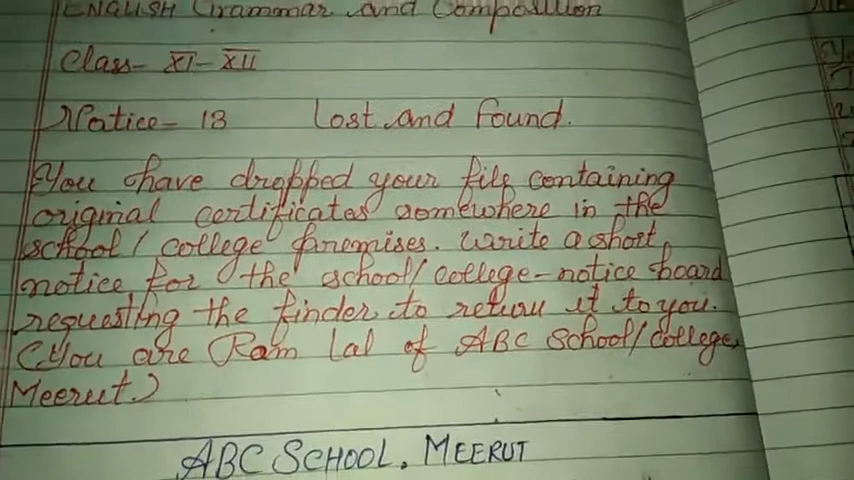 ENGLISH Grammar and Composition
Class- XI-XII
Notice- 13 Lost and Found.
You have dropped your file containing
original certificates somewhere in the
school/college premises. Write a short
notice for the school/college-notice board
requesting the finder to return it to you.
(You are Ram Lal of ABC School/College,
Meerut.)
ABC SCHOOL, MEERUT